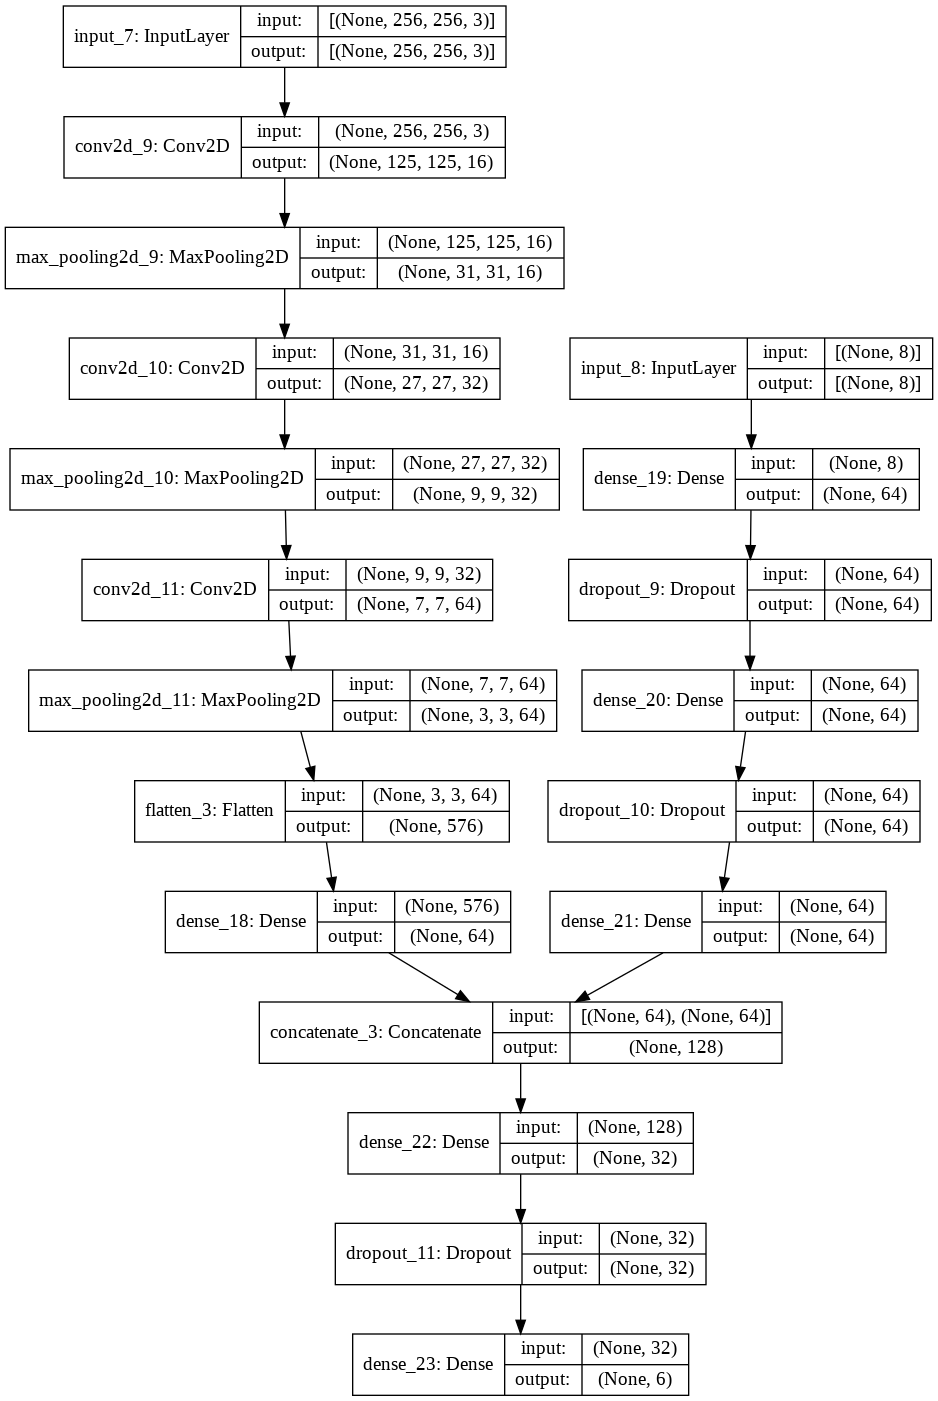 input_7: InputLayer
input: [(None, 256, 256, 3)]
output: [(None, 256, 256, 3)]
conv2d_9: Conv2D
input: (None, 256, 256, 3)
output: (None, 125, 125, 16)
max_pooling2d_9: MaxPooling2D
input: (None, 125, 125, 16)
output: (None, 31, 31, 16)
conv2d_10: Conv2D
input: (None, 31, 31, 16)
output: (None, 27, 27, 32)
max_pooling2d_10: MaxPooling2D
input: (None, 27, 27, 32)
output: (None, 9, 9, 32)
conv2d_11: Conv2D
input: (None, 9, 9, 32)
output: (None, 7, 7, 64)
max_pooling2d_11: MaxPooling2D
input: (None, 7, 7, 64)
output: (None, 3, 3, 64)
flatten_3: Flatten
input: (None, 3, 3, 64)
output: (None, 576)
dense_18: Dense
input: (None, 576)
output: (None, 64)
input_8: InputLayer
input: [(None, 8)]
output: [(None, 8)]
dense_19: Dense
input: (None, 8)
output: (None, 64)
dropout_9: Dropout
input: (None, 64)
output: (None, 64)
dense_20: Dense
input: (None, 64)
output: (None, 64)
dropout_10: Dropout
input: (None, 64)
output: (None, 64)
dense_21: Dense
input: (None, 64)
output: (None, 64)
concatenate_3: Concatenate
input: [(None, 64), (None, 64)]
output: (None, 128)
dense_22: Dense
input: (None, 128)
output: (None, 32)
dropout_11: Dropout
input: (None, 32)
output: (None, 32)
dense_23: Dense
input: (None, 32)
output: (None, 6)